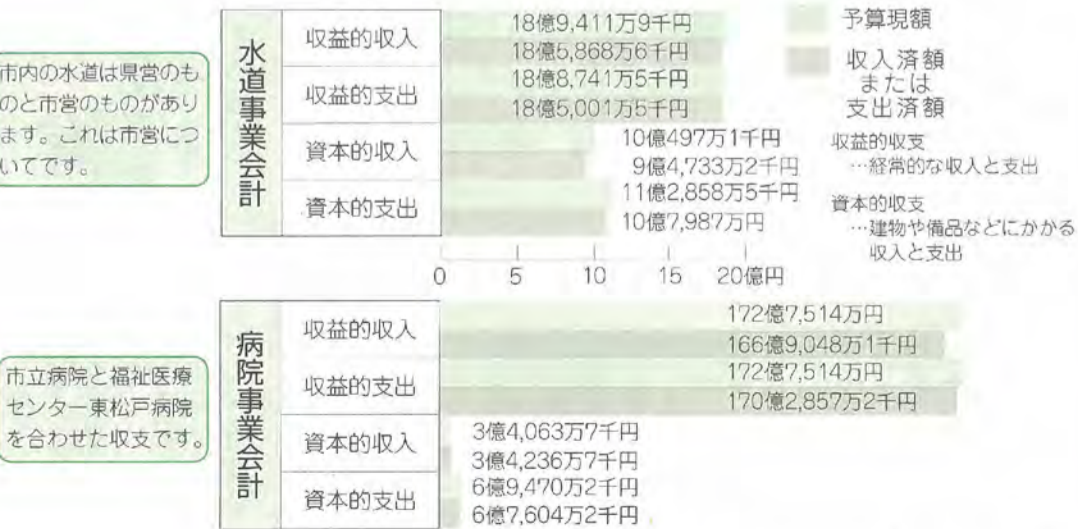 市内の水道は県営のも
のと市営のものがあり
ます。これは市営につ
いてです。
水道事業会計
収益的収入
18億9,411万9千円
18億5,868万6千円
収益的支出
18億8,741万5千円
18億5,001万5千円
資本的収入
10億497万1千円
9億4,733万2千円
資本的支出
11億2,858万5千円
10億7,987万円
0 5 10 15 20億円
予算現額
収入済額
または
支出済額
収益的収支
…経常的な収入と支出
資本的収支
…建物や備品などにかかる
収入と支出
市立病院と福祉医療
センター東松戸病院
を合わせた収支です。
病院事業会計
収益的収入
172億7,514万円
166億9,048万1千円
収益的支出
172億7,514万円
170億2,857万2千円
資本的収入
3億4,063万7千円
3億4,236万7千円
資本的支出
6億9,470万2千円
6億7,604万2千円